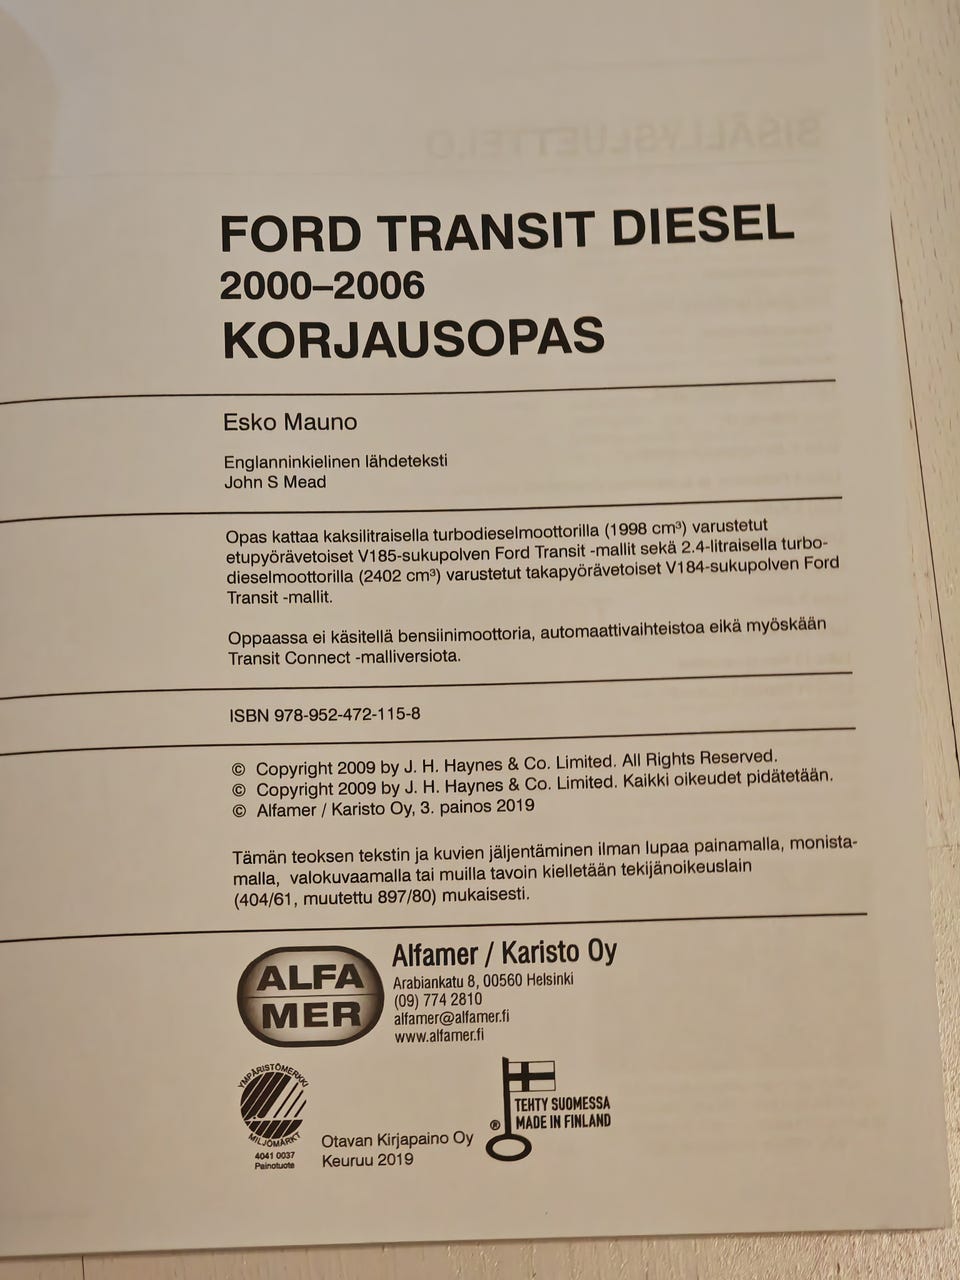 SISÄLLYSLUETTELO
FORD TRANSIT DIESEL
2000–2006
KORJAUSOPAS
Esko Mauno
Englanninkielinen lähdeteksti
John S Mead
Opas kattaa kaksilitraisella turbodieselmoottorilla (1998 cm³) varustetut
etupyörävetoiset V185-sukupolven Ford Transit -mallit sekä 2.4-litraisella turbo-
dieselmoottorilla (2402 cm³) varustetut takapyörävetoiset V184-sukupolven Ford
Transit -mallit.
Oppaassa ei käsitellä bensiinimoottoria, automaattivaihteistoa eikä myöskään
Transit Connect -malliversiota.
ISBN 978-952-472-115-8
© Copyright 2009 by J. H. Haynes & Co. Limited. All Rights Reserved.
© Copyright 2009 by J. H. Haynes & Co. Limited. Kaikki oikeudet pidätetään.
© Alfamer / Karisto Oy, 3. painos 2019
Tämän teoksen tekstin ja kuvien jäljentäminen ilman lupaa painamalla, monista-
malla, valokuvaamalla tai muilla tavoin kielletään tekijänoikeuslain
(404/61, muutettu 897/80) mukaisesti.
ALFA
MER
Alfamer / Karisto Oy
Arabiankatu 8, 00560 Helsinki
(09) 774 2810
alfamer@alfamer.fi
www.alfamer.fi
YMPÄRISTÖMERKKI
MILJÖMÄRKT
4041 0037
Painotuote
Otavan Kirjapaino Oy
Keuruu 2019
TEHTY SUOMESSA
® MADE IN FINLAND